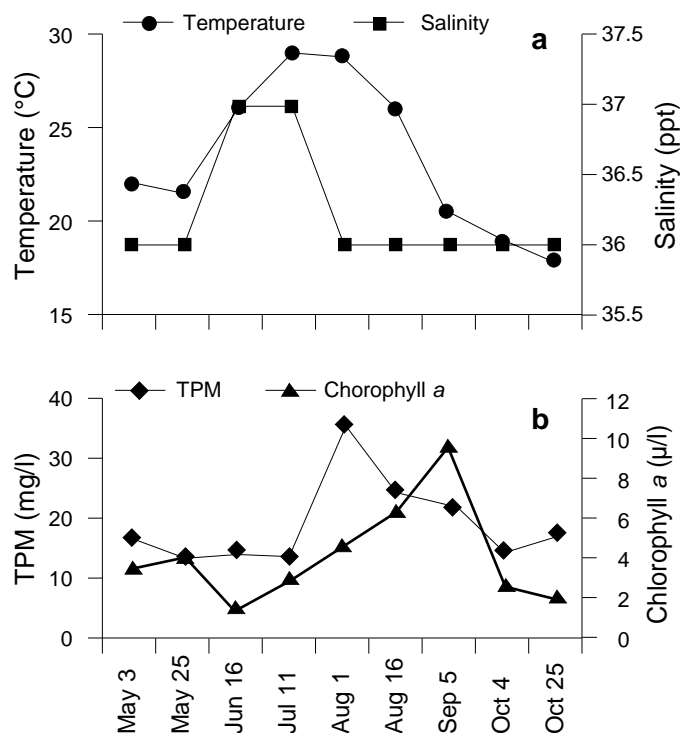 Temperature Salinity a
30
25
20
15
Temperature (°C)
37.5
37
36.5
36
35.5
Salinity (ppt)
TPM Chorophyll a
b
40
30
20
10
0
TPM (mg/l)
12
10
8
6
4
2
0
Chlorophyll a (µ/l)
May 3
May 25
Jun 16
Jul 11
Aug 1
Aug 16
Sep 5
Oct 4
Oct 25